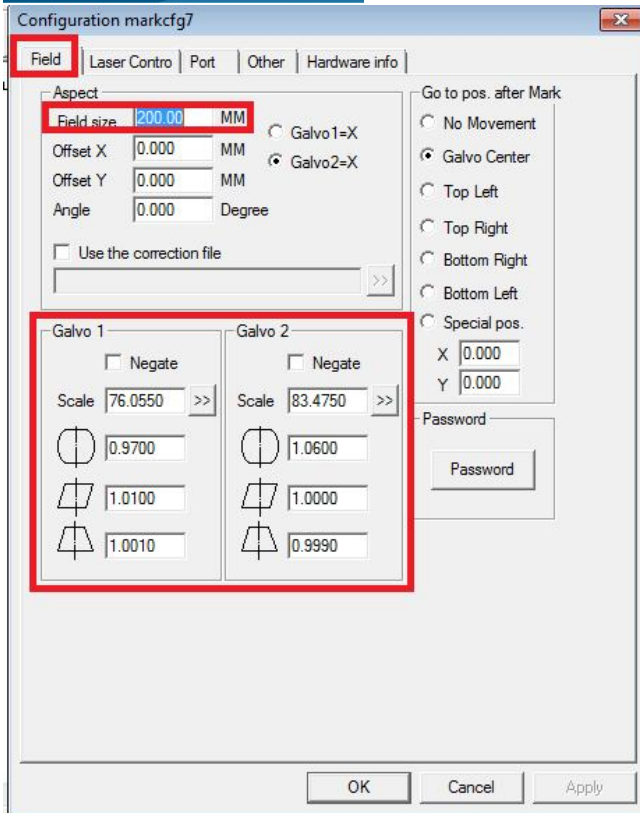 Configuration markcfg7
Field
Laser Contro
Port
Other
Hardware info
Aspect
Field size 200.00 MM
Offset X 0.000 MM
Offset Y 0.000 MM
Angle 0.000 Degree
Galvo1=X
Galvo2=X
Use the correction file
>>
Galvo 1
Negate
Scale 76.0550 >>
0.9700
1.0100
1.0010
Galvo 2
Negate
Scale 83.4750 >>
1.0600
1.0000
0.9990
Go to pos. after Mark
No Movement
Galvo Center
Top Left
Top Right
Bottom Right
Bottom Left
Special pos.
X 0.000
Y 0.000
Password
Password
OK Cancel Apply